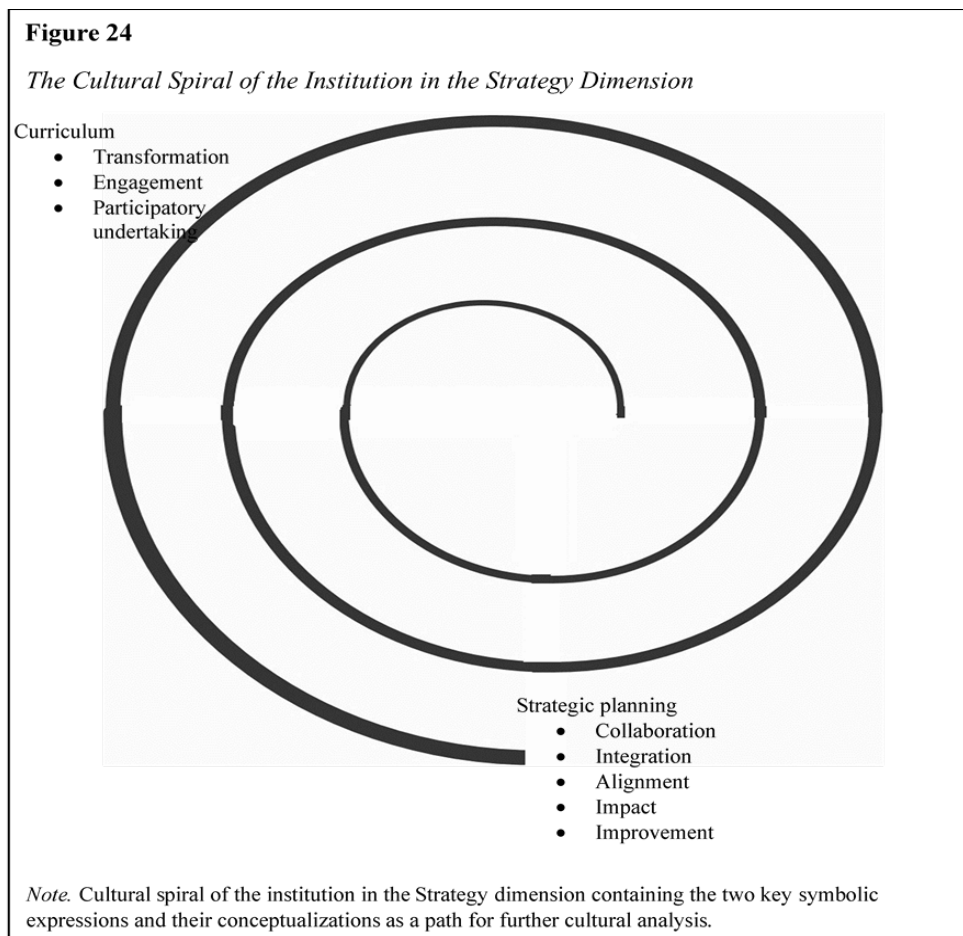 Figure 24
The Cultural Spiral of the Institution in the Strategy Dimension
Curriculum
• Transformation
• Engagement
• Participatory
undertaking
Strategic planning
• Collaboration
• Integration
• Alignment
• Impact
• Improvement
Note. Cultural spiral of the institution in the Strategy dimension containing the two key symbolic
expressions and their conceptualizations as a path for further cultural analysis.